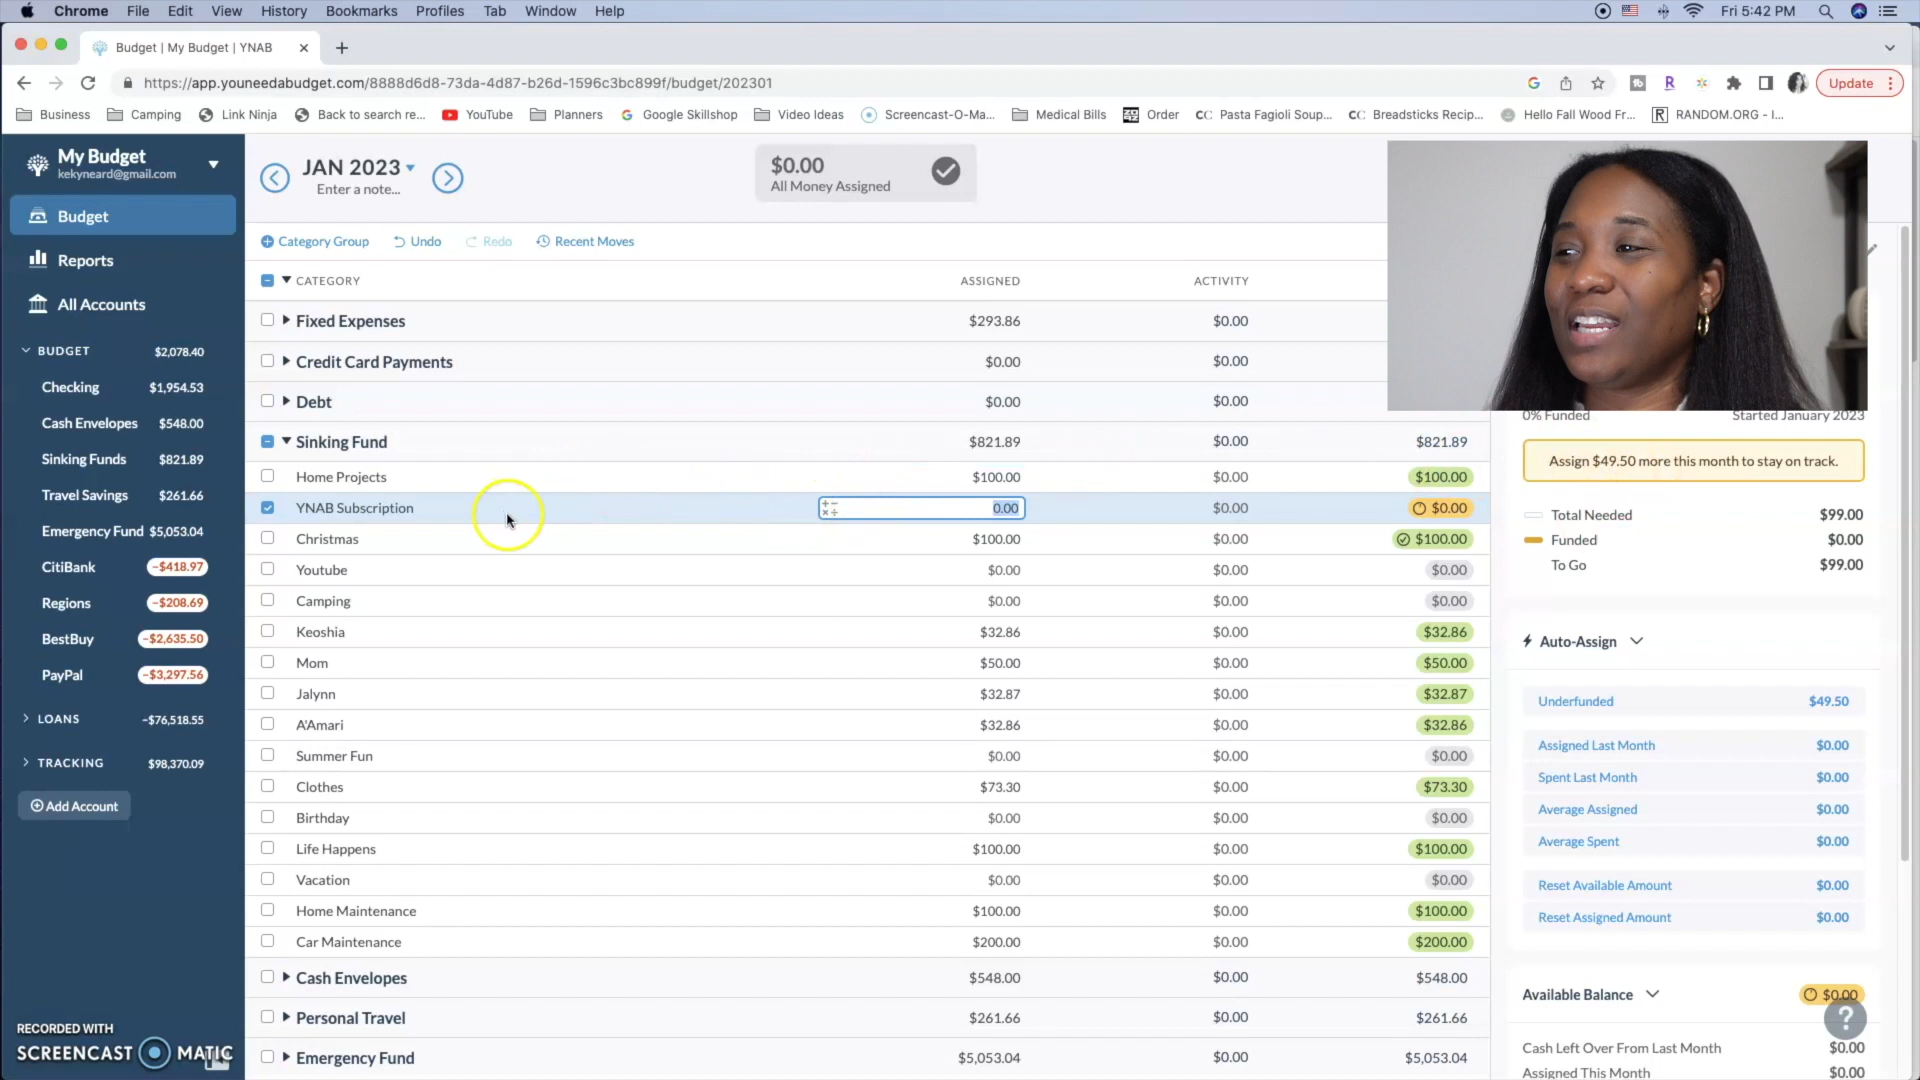 Chrome File Edit View History Bookmarks Profiles Tab Window Help Fri 5:42 PM
Budget | My Budget | YNAB
https://app.youneedabudget.com/8888d6d8-73da-4d87-b26d-1596c3bc899f/budget/202301 Update
Business Camping Link Ninja Back to search re... YouTube Planners Google Skillshop Video Ideas Screencast-O-Ma... Medical Bills Order CC Pasta Fagioli Soup... CC Breadsticks Recip... Hello Fall Wood Fr... RANDOM.ORG - I...
My Budget
kekyneard@gmail.com
Budget
Reports
All Accounts
BUDGET $2,078.40
Checking $1,954.53
Cash Envelopes $548.00
Sinking Funds $821.89
Travel Savings $261.66
Emergency Fund $5,053.04
CitiBank -$418.97
Regions -$208.69
BestBuy -$2,635.50
PayPal -$3,297.56
LOANS -$76,518.55
TRACKING $98,370.09
Add Account
RECORDED WITH
SCREENCAST MATIC
JAN 2023
Enter a note...
$0.00
All Money Assigned
Category Group Undo Redo Recent Moves
CATEGORY ASSIGNED ACTIVITY
Fixed Expenses $293.86 $0.00
Credit Card Payments $0.00 $0.00
Debt $0.00 $0.00
Sinking Fund $821.89 $0.00 $821.89
Home Projects $100.00 $0.00 $100.00
YNAB Subscription 0.00 $0.00 $0.00
Christmas $100.00 $0.00 $100.00
Youtube $0.00 $0.00 $0.00
Camping $0.00 $0.00 $0.00
Keoshia $32.86 $0.00 $32.86
Mom $50.00 $0.00 $50.00
Jalynn $32.87 $0.00 $32.87
A'Amari $32.86 $0.00 $32.86
Summer Fun $0.00 $0.00 $0.00
Clothes $73.30 $0.00 $73.30
Birthday $0.00 $0.00 $0.00
Life Happens $100.00 $0.00 $100.00
Vacation $0.00 $0.00 $0.00
Home Maintenance $100.00 $0.00 $100.00
Car Maintenance $200.00 $0.00 $200.00
Cash Envelopes $548.00 $0.00 $548.00
Personal Travel $261.66 $0.00 $261.66
Emergency Fund $5,053.04 $0.00 $5,053.04
0% Funded Started January 2023
Assign $49.50 more this month to stay on track.
Total Needed $99.00
Funded $0.00
To Go $99.00
Auto-Assign
Underfunded $49.50
Assigned Last Month $0.00
Spent Last Month $0.00
Average Assigned $0.00
Average Spent $0.00
Reset Available Amount $0.00
Reset Assigned Amount $0.00
Available Balance $0.00
?
Cash Left Over From Last Month $0.00
Assigned This Month $0.00